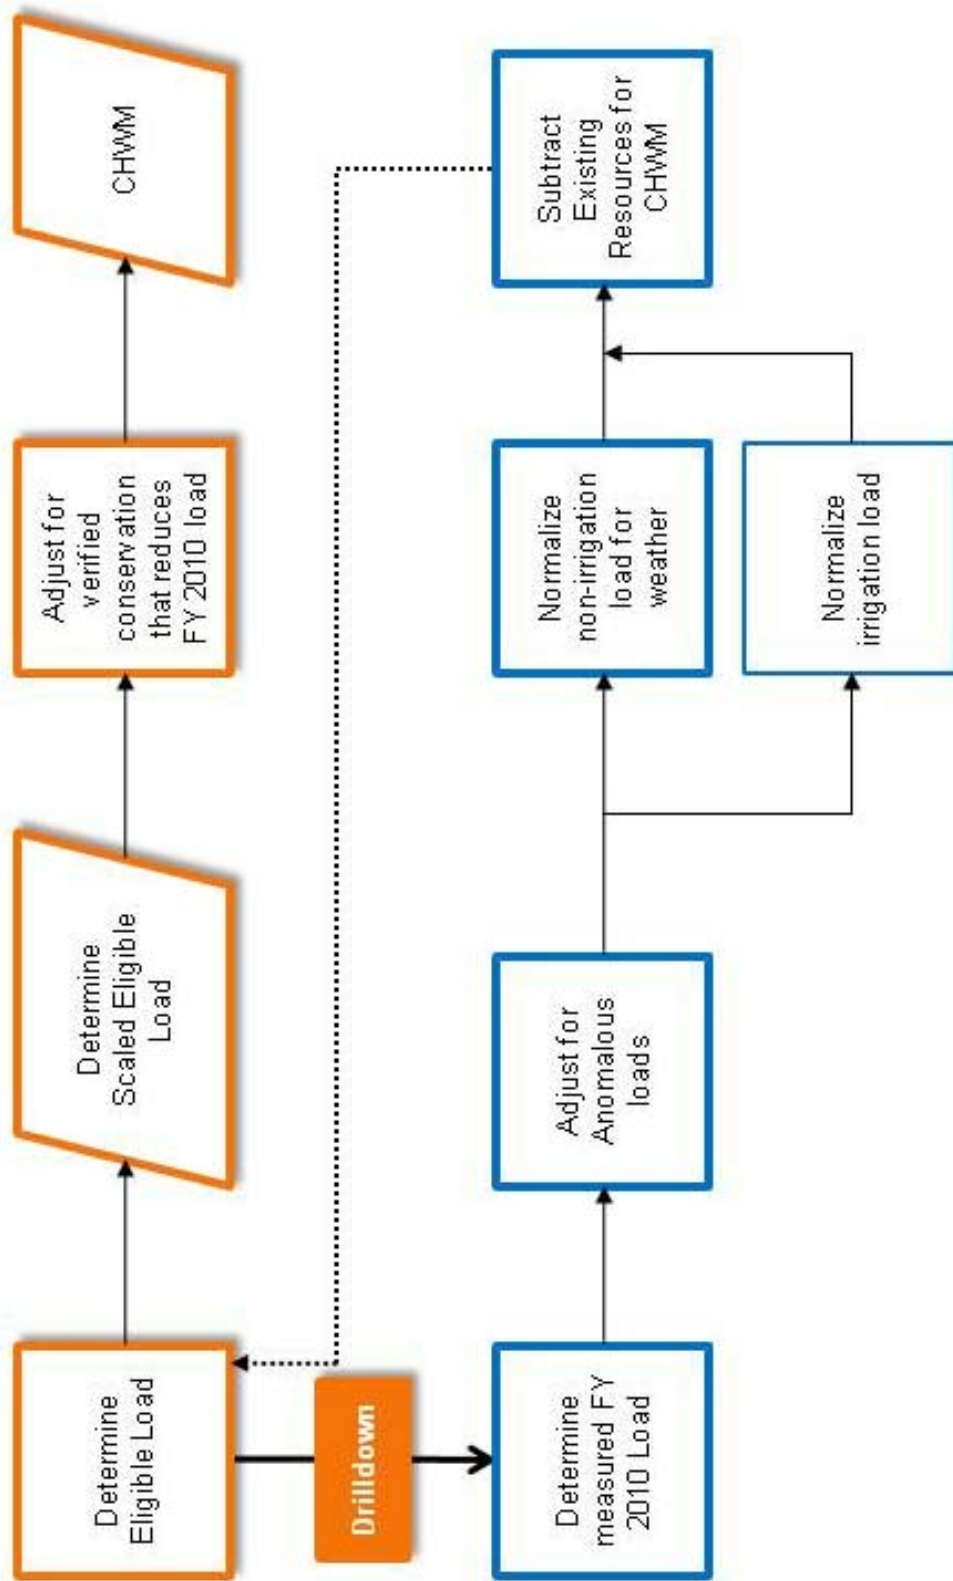 Determine
Eligible Load
Determine
Scaled Eligible
Load
Adjust for
verified
conservation
that reduces
FY 2010 load
CHWM
Drilldown
Determine
measured FY
2010 Load
Adjust for
Anomalous
loads
Normalize
non-irrigation
load for
weather
Normalize
irrigation load
Subtract
Existing
Resources for
CHWM